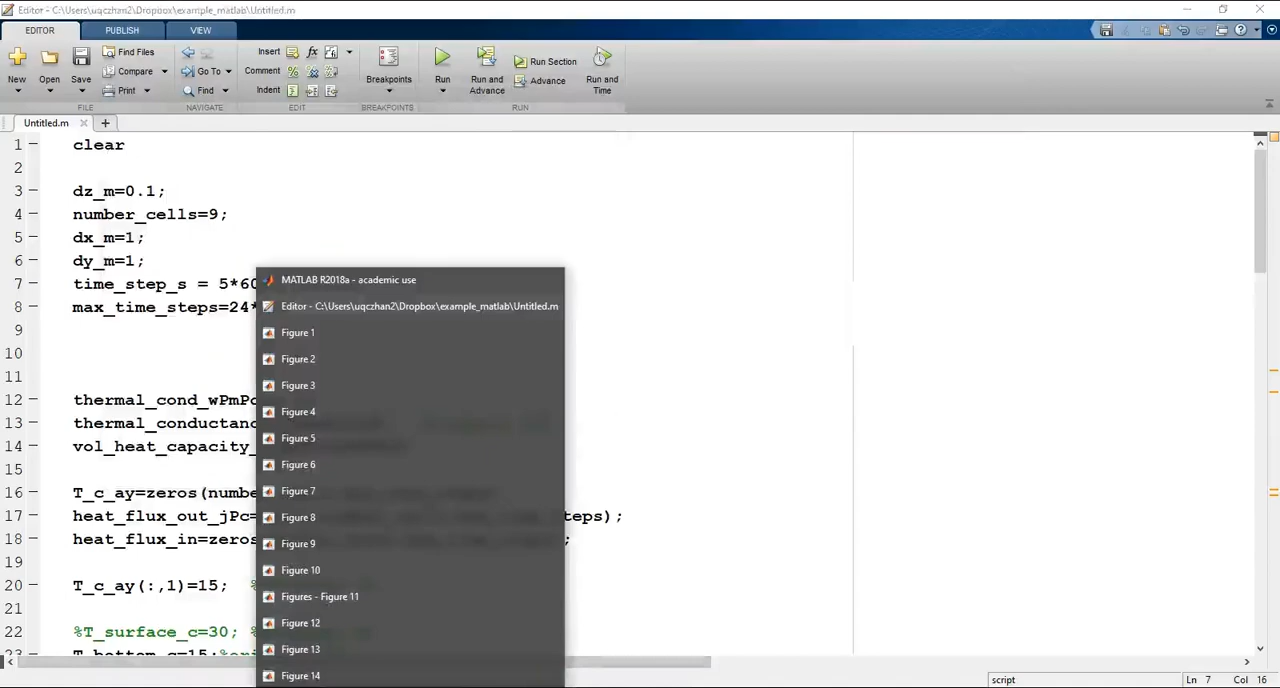 Editor - C:\Users\uqczhan2\Dropbox\example_matlab\Untitled.m
EDITOR PUBLISH VIEW
New
Open
Save
Find Files
Compare
Print
FILE
Go To
Find
NAVIGATE
Insert fx
Comment
Indent
EDIT
Breakpoints
BREAKPOINTS
Run
Run and Advance
Run Section
Advance
Run and Time
RUN
Untitled.m
1 clear
2
3 dz_m=0.1;
4 number_cells=9;
5 dx_m=1;
6 dy_m=1;
7 time_step_s = 5*60
8 max_time_steps=24*
9
10
11
12 thermal_cond_wPmP
13 thermal_conductanc
14 vol_heat_capacity_
15
16 T_c_ay=zeros(numbe
17 heat_flux_out_jPc= steps);
18 heat_flux_in=zeros ;
19
20 T_c_ay(:,1)=15; %
21
22 %T_surface_c=30; %
23 T_bottom_c=15;%
MATLAB R2018a - academic use
Editor - C:\Users\uqczhan2\Dropbox\example_matlab\Untitled.m
Figure 1
Figure 2
Figure 3
Figure 4
Figure 5
Figure 6
Figure 7
Figure 8
Figure 9
Figure 10
Figures - Figure 11
Figure 12
Figure 13
Figure 14
script
Ln 7 Col 16